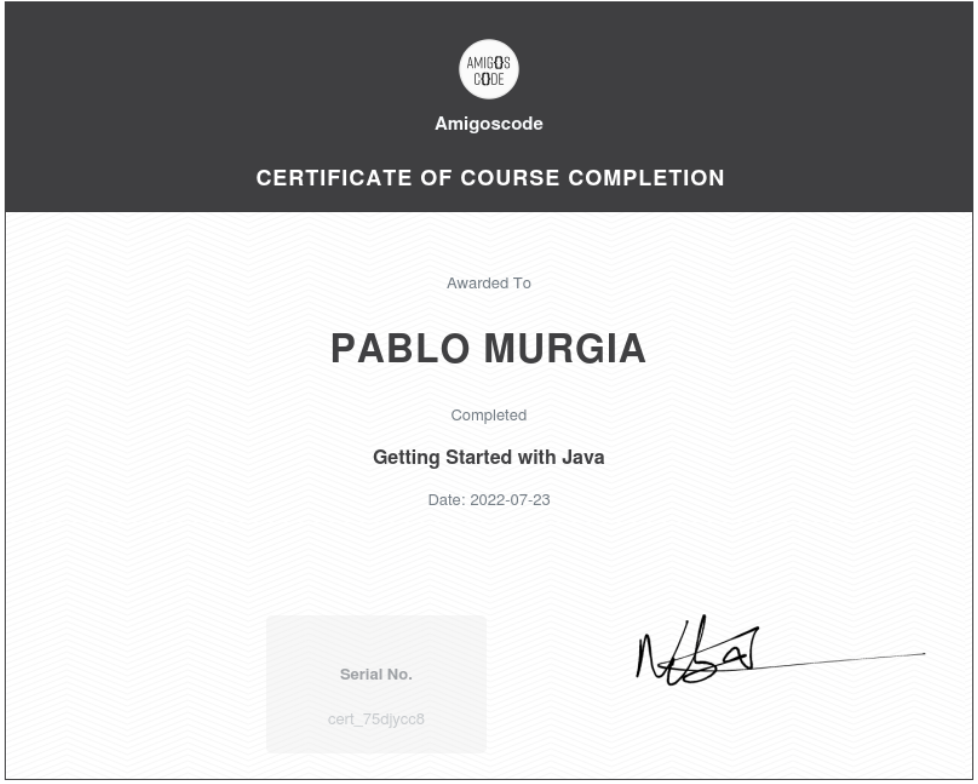 AMIGOS
CODE
Amigoscode
CERTIFICATE OF COURSE COMPLETION
Awarded To
PABLO MURGIA
Completed
Getting Started with Java
Date: 2022-07-23
Serial No.
cert_75djycc8